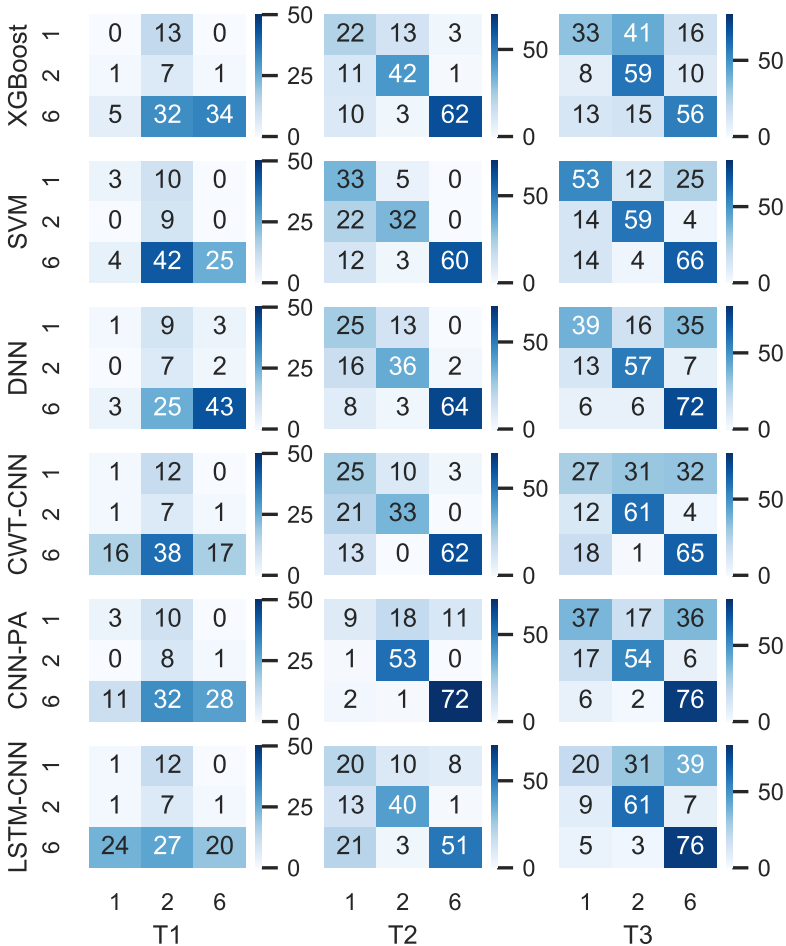 XGBoost
1 0 13 0 50 22 13 3 50 33 41 16 50
2 1 7 1 25 11 42 1 8 59 10
6 5 32 34 0 10 3 62 0 13 15 56 0
SVM
1 3 10 0 50 33 5 0 50 53 12 25 50
2 0 9 0 25 22 32 0 14 59 4
6 4 42 25 0 12 3 60 0 14 4 66 0
DNN
1 1 9 3 50 25 13 0 50 39 16 35 50
2 0 7 2 25 16 36 2 13 57 7
6 3 25 43 0 8 3 64 0 6 6 72 0
CWT-CNN
1 1 12 0 50 25 10 3 50 27 31 32 50
2 1 7 1 25 21 33 0 12 61 4
6 16 38 17 0 13 0 62 0 18 1 65 0
CNN-PA
1 3 10 0 50 9 18 11 50 37 17 36 50
2 0 8 1 25 1 53 0 17 54 6
6 11 32 28 0 2 1 72 0 6 2 76 0
LSTM-CNN
1 1 12 0 50 20 10 8 50 20 31 39 50
2 1 7 1 25 13 40 1 9 61 7
6 24 27 20 0 21 3 51 0 5 3 76 0
1 2 6 1 2 6 1 2 6
T1 T2 T3